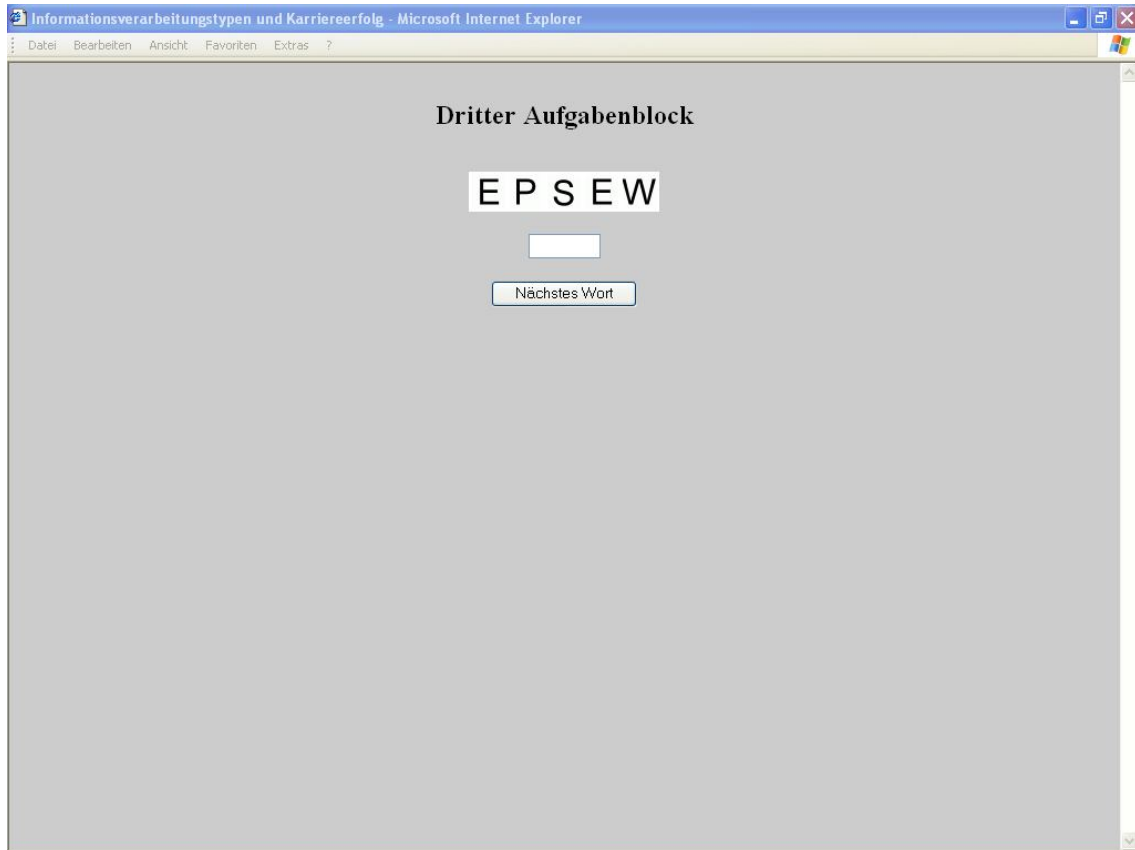 Informationsverarbeitungstypen und Karriereerfolg - Microsoft Internet Explorer
Datei Bearbeiten Ansicht Favoriten Extras ?
Dritter Aufgabenblock
E P S E W
Nächstes Wort